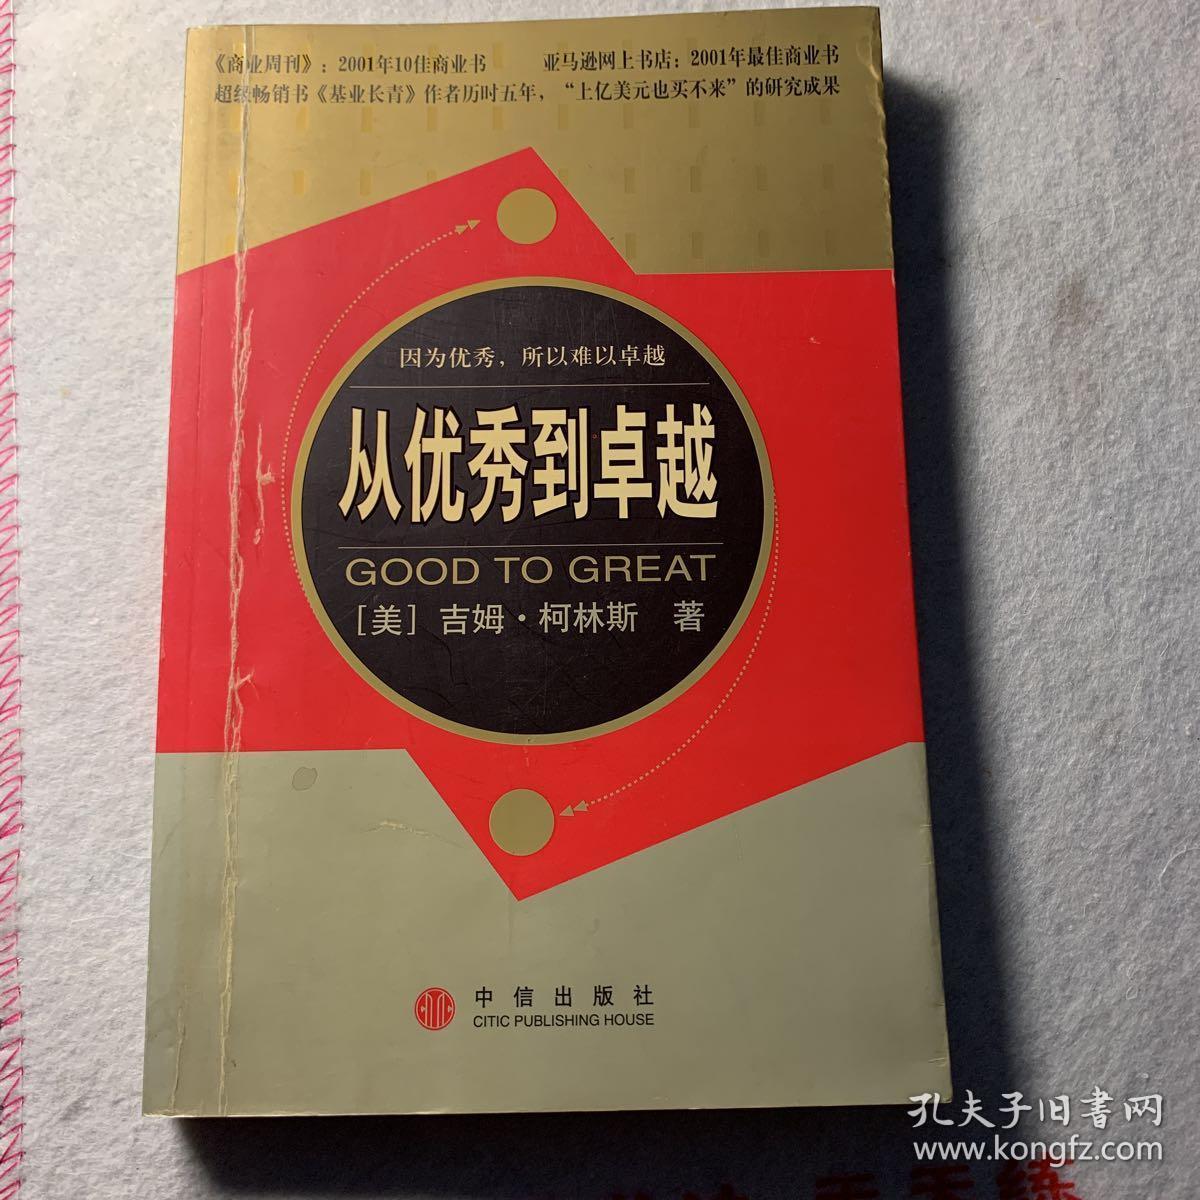 《商业周刊》：2001年10佳商业书 亚马逊网上书店：2001年最佳商业书
超级畅销书《基业长青》作者历时五年，“上亿美元也买不来”的研究成果
因为优秀，所以难以卓越
从优秀到卓越
GOOD TO GREAT
［美］吉姆·柯林斯 著
中信出版社
CITIC PUBLISHING HOUSE
孔夫子旧书网
www.kongfz.com